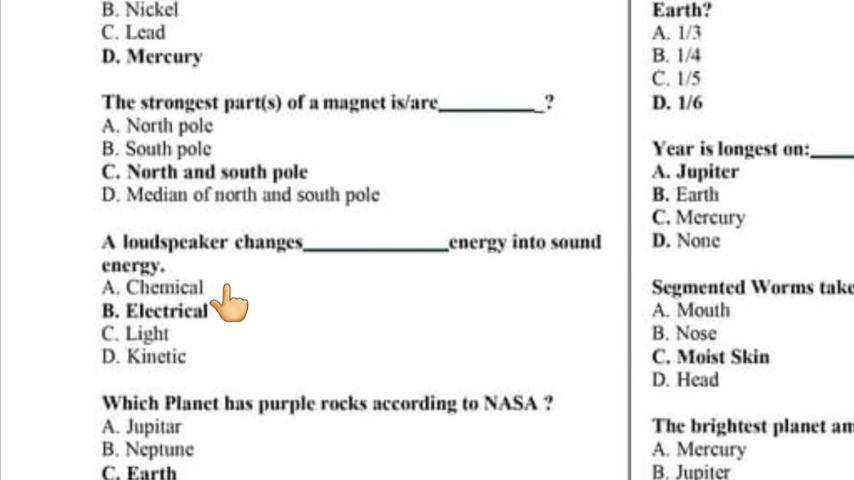 B. Nickel
C. Lead
D. Mercury
The strongest part(s) of a magnet is/are__________?
A. North pole
B. South pole
C. North and south pole
D. Median of north and south pole
A loudspeaker changes______________energy into sound
energy.
A. Chemical
B. Electrical
C. Light
D. Kinetic
Which Planet has purple rocks according to NASA ?
A. Jupitar
B. Neptune
C. Earth
Earth?
A. 1/3
B. 1/4
C. 1/5
D. 1/6
Year is longest on:____
A. Jupiter
B. Earth
C. Mercury
D. None
Segmented Worms take
A. Mouth
B. Nose
C. Moist Skin
D. Head
The brightest planet am
A. Mercury
B. Jupiter